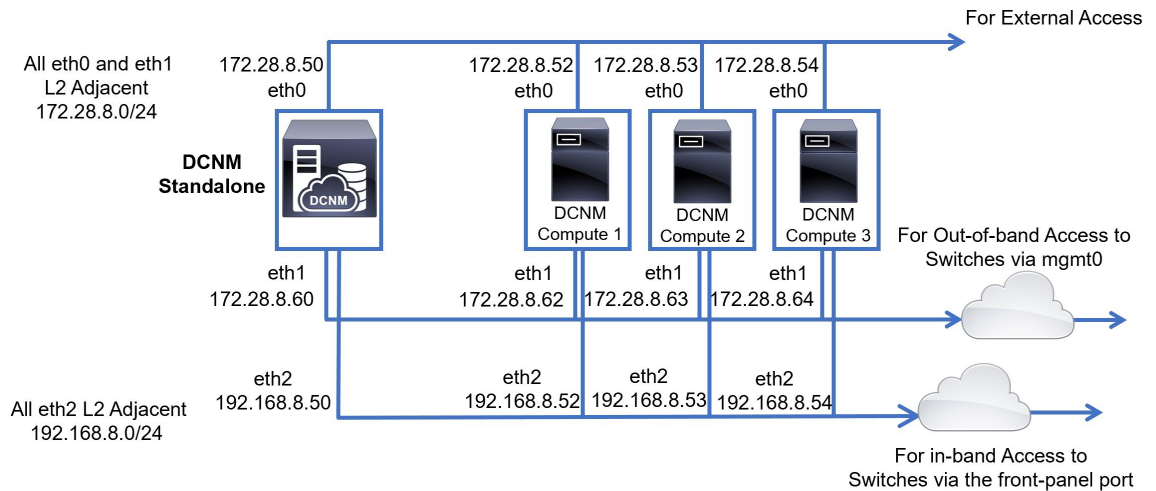 For External Access
All eth0 and eth1
L2 Adjacent
172.28.8.0/24
172.28.8.50
eth0
172.28.8.52
eth0
172.28.8.53
eth0
172.28.8.54
eth0
DCNM
Standalone
DCNM
DCNM
Compute 1
DCNM
Compute 2
DCNM
Compute 3
For Out-of-band Access to
Switches via mgmt0
eth1
172.28.8.60
eth1
172.28.8.62
eth1
172.28.8.63
eth1
172.28.8.64
eth2
192.168.8.50
eth2
192.168.8.52
eth2
192.168.8.53
eth2
192.168.8.54
All eth2 L2 Adjacent
192.168.8.0/24
For in-band Access to
Switches via the front-panel port